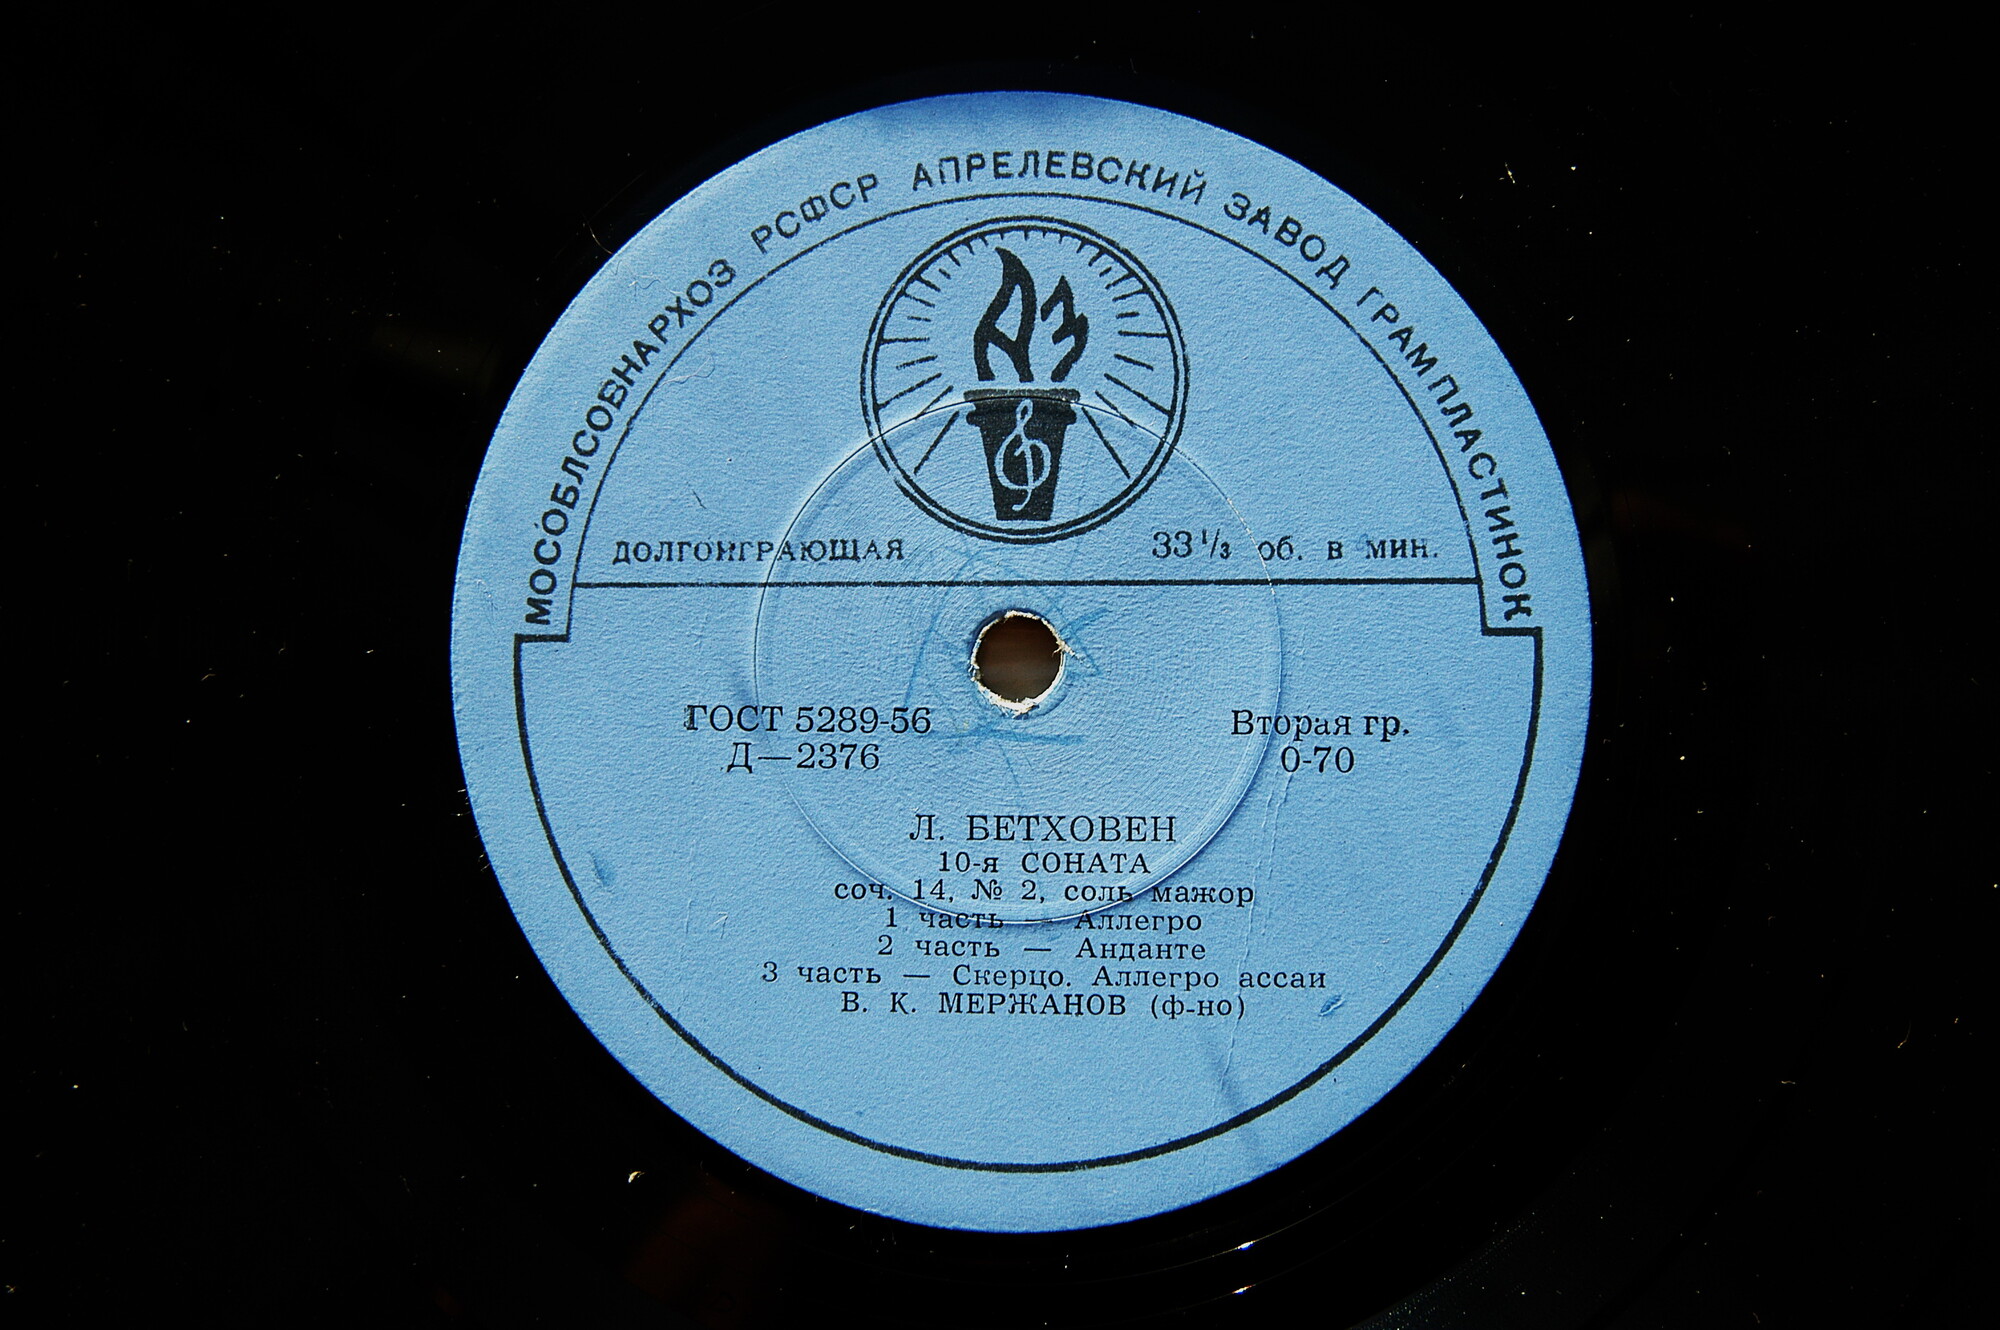 МОСОБЛСОВНАРХОЗ РСФСР АПРЕЛЕВСКИЙ ЗАВОД ГРАМПЛАСТИНОК
АЗ
ДОЛГОИГРАЮЩАЯ 33 1/3 об. в мин.
ГОСТ 5289-56 Вторая гр.
Д—2376 0-70
Л. БЕТХОВЕН
10-я СОНАТА
соч. 14, № 2, соль мажор
1 часть — Аллегро
2 часть — Анданте
3 часть — Скерцо. Аллегро ассаи
В. К. МЕРЖАНОВ (ф-но)